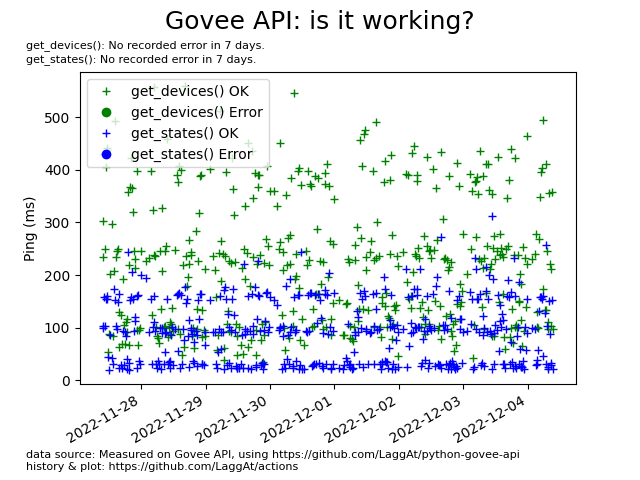 Govee API: is it working?
get_devices(): No recorded error in 7 days.
get_states(): No recorded error in 7 days.
get_devices() OK
get_devices() Error
get_states() OK
get_states() Error
Ping (ms)
500
400
300
200
100
0
2022-11-28
2022-11-29
2022-11-30
2022-12-01
2022-12-02
2022-12-03
2022-12-04
data source: Measured on Govee API, using https://github.com/LaggAt/python-govee-api
history & plot: https://github.com/LaggAt/actions